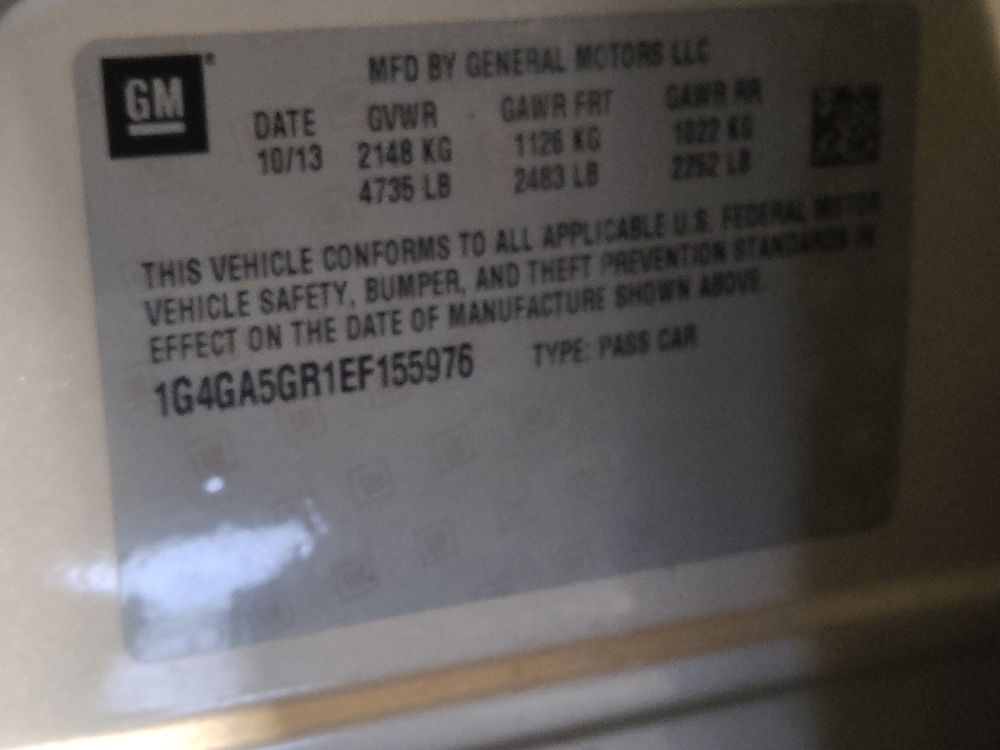 GM
MFD BY GENERAL MOTORS LLC
DATE GVWR GAWR FRT GAWR RR
10/13 2148 KG 1126 KG 1022 KG
4735 LB 2483 LB 2252 LB
THIS VEHICLE CONFORMS TO ALL APPLICABLE U.S. FEDERAL MOTOR
VEHICLE SAFETY, BUMPER, AND THEFT PREVENTION STANDARDS IN
EFFECT ON THE DATE OF MANUFACTURE SHOWN ABOVE.
1G4GA5GR1EF155976 TYPE: PASS CAR